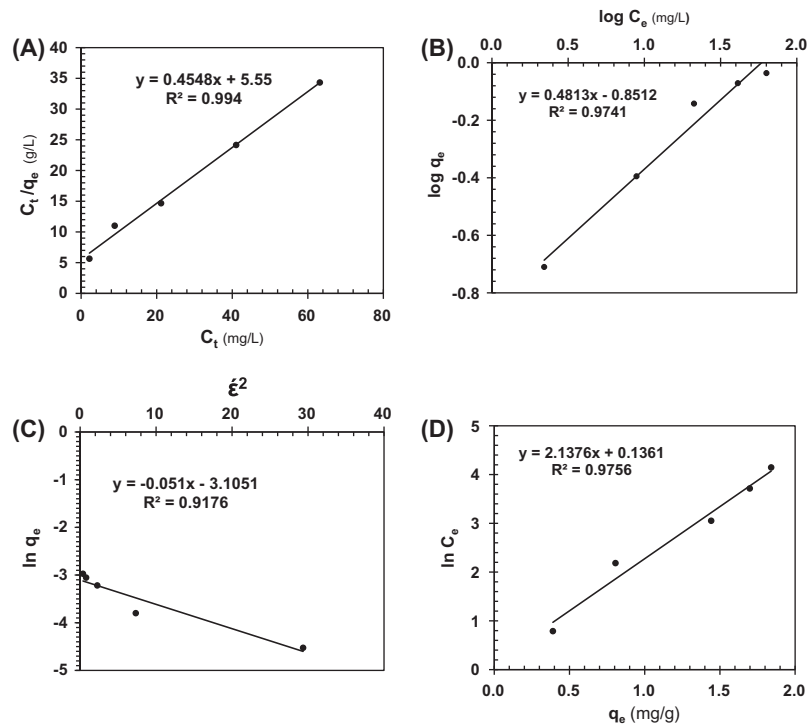 (A)
40
35
30
25
20
15
10
5
0
C_t/q_e (g/L)
y = 0.4548x + 5.55
R² = 0.994
0 20 40 60 80
C_t (mg/L)
(B)
log C_e (mg/L)
0.0 0.4 0.8 1.2 1.6 2.0
0.0
-0.2
-0.4
-0.6
-0.8
log q_e
y = 0.4813x - 0.8512
R² = 0.9741
(C)
έ²
0 10 20 30 40
0
-1
-2
-3
-4
-5
ln q_e
y = -0.051x - 3.1051
R² = 0.9176
(D)
5
4
3
2
1
0
ln C_e
y = 2.1376x + 0.1361
R² = 0.9756
0.0 0.5 1.0 1.5 2.0
q_e (mg/g)